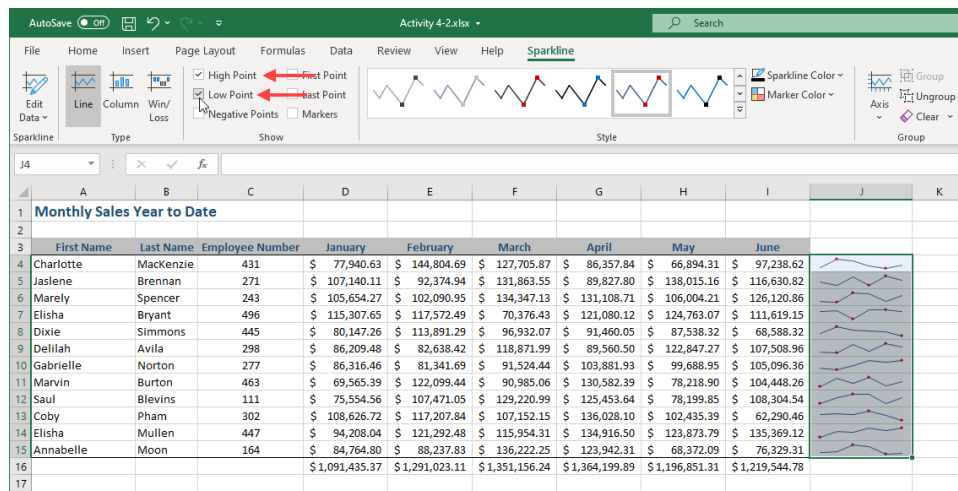 AutoSave Off Activity 4-2.xlsx Search
File Home Insert Page Layout Formulas Data Review View Help Sparkline
High Point First Point Sparkline Color Group
Low Point Last Point Marker Color Ungroup
Edit Line Column Win/ Axis
Data Loss Negative Points Markers Clear
Sparkline Type Show Style Group
J4 fx
A B C D E F G H I J K
1 Monthly Sales Year to Date
2
3 First Name Last Name Employee Number January February March April May June
4 Charlotte MacKenzie 431 $ 77,940.63 $ 144,804.69 $ 127,705.87 $ 86,357.84 $ 66,894.31 $ 97,238.62
5 Jaslene Brennan 271 $ 107,140.11 $ 92,374.94 $ 131,863.55 $ 89,827.80 $ 138,015.16 $ 116,630.82
6 Marely Spencer 243 $ 105,654.27 $ 102,090.95 $ 134,347.13 $ 131,108.71 $ 106,004.21 $ 126,120.86
7 Elisha Bryant 496 $ 115,307.65 $ 117,572.49 $ 70,376.43 $ 121,080.12 $ 124,763.07 $ 111,619.15
8 Dixie Simmons 445 $ 80,147.26 $ 113,891.29 $ 96,932.07 $ 91,460.05 $ 87,538.32 $ 68,588.32
9 Delilah Avila 298 $ 86,209.48 $ 82,638.42 $ 118,871.99 $ 89,560.50 $ 122,847.27 $ 107,508.96
10 Gabrielle Norton 277 $ 86,316.46 $ 81,341.69 $ 91,524.44 $ 103,881.93 $ 99,688.95 $ 105,096.36
11 Marvin Burton 463 $ 69,565.39 $ 122,099.44 $ 90,985.06 $ 130,582.39 $ 78,218.90 $ 104,448.26
12 Saul Blevins 111 $ 75,554.56 $ 107,471.05 $ 129,220.99 $ 125,453.64 $ 78,199.85 $ 108,304.54
13 Coby Pham 302 $ 108,626.72 $ 117,207.84 $ 107,152.15 $ 136,028.10 $ 102,435.39 $ 62,290.46
14 Elisha Mullen 447 $ 94,208.04 $ 121,292.48 $ 115,954.31 $ 134,916.50 $ 123,873.79 $ 135,369.12
15 Annabelle Moon 164 $ 84,764.80 $ 88,237.83 $ 136,222.25 $ 123,942.31 $ 68,372.09 $ 76,329.31
16 $1,091,435.37 $1,291,023.11 $1,351,156.24 $1,364,199.89 $1,196,851.31 $1,219,544.78
17